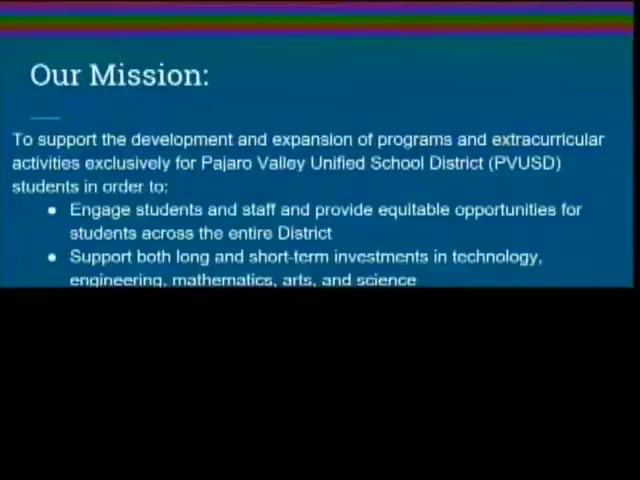 Our Mission:
To support the development and expansion of programs and extracurricular
activities exclusively for Pajaro Valley Unified School District (PVUSD)
students in order to:
● Engage students and staff and provide equitable opportunities for
students across the entire District
● Support both long and short-term investments in technology,
engineering, mathematics, arts, and science